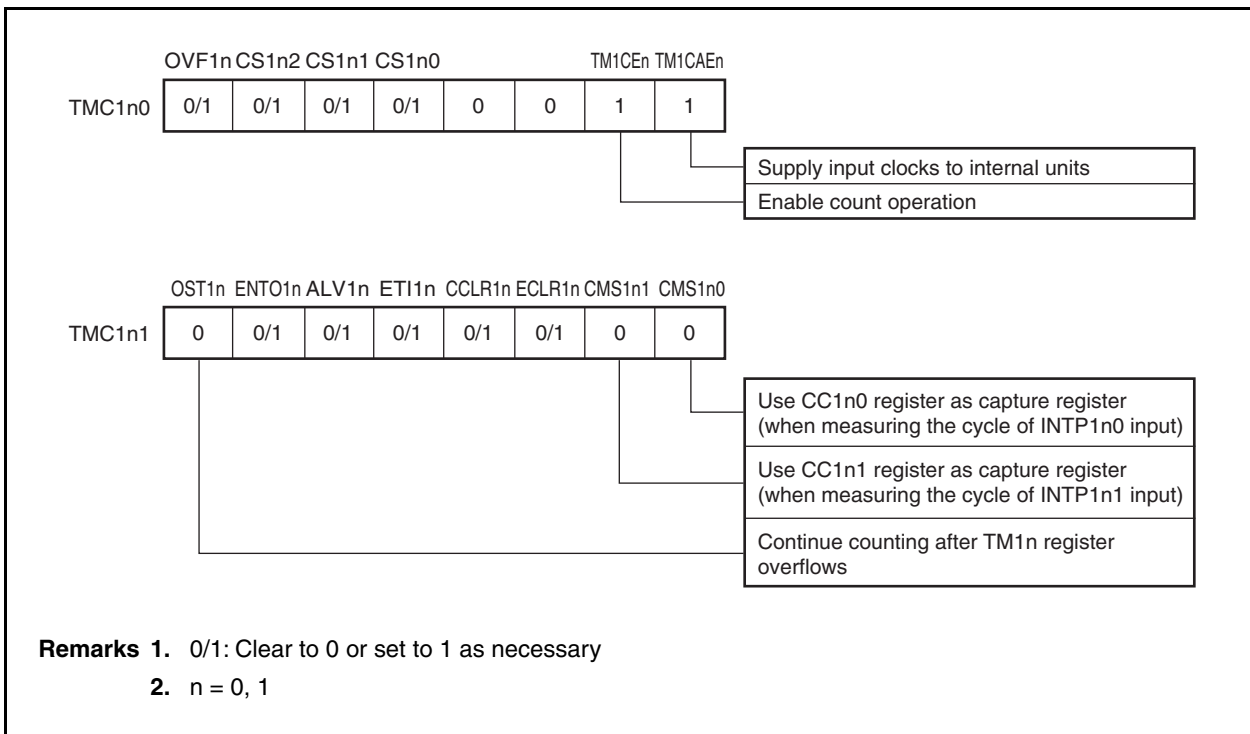 OVF1n CS1n2 CS1n1 CS1n0 TM1CEn TM1CAEn
TMC1n0 0/1 0/1 0/1 0/1 0 0 1 1
Supply input clocks to internal units
Enable count operation
OST1n ENTO1n ALV1n ETI1n CCLR1n ECLR1n CMS1n1 CMS1n0
TMC1n1 0 0/1 0/1 0/1 0/1 0/1 0 0
Use CC1n0 register as capture register
(when measuring the cycle of INTP1n0 input)
Use CC1n1 register as capture register
(when measuring the cycle of INTP1n1 input)
Continue counting after TM1n register
overflows
Remarks 1. 0/1: Clear to 0 or set to 1 as necessary
2. n = 0, 1